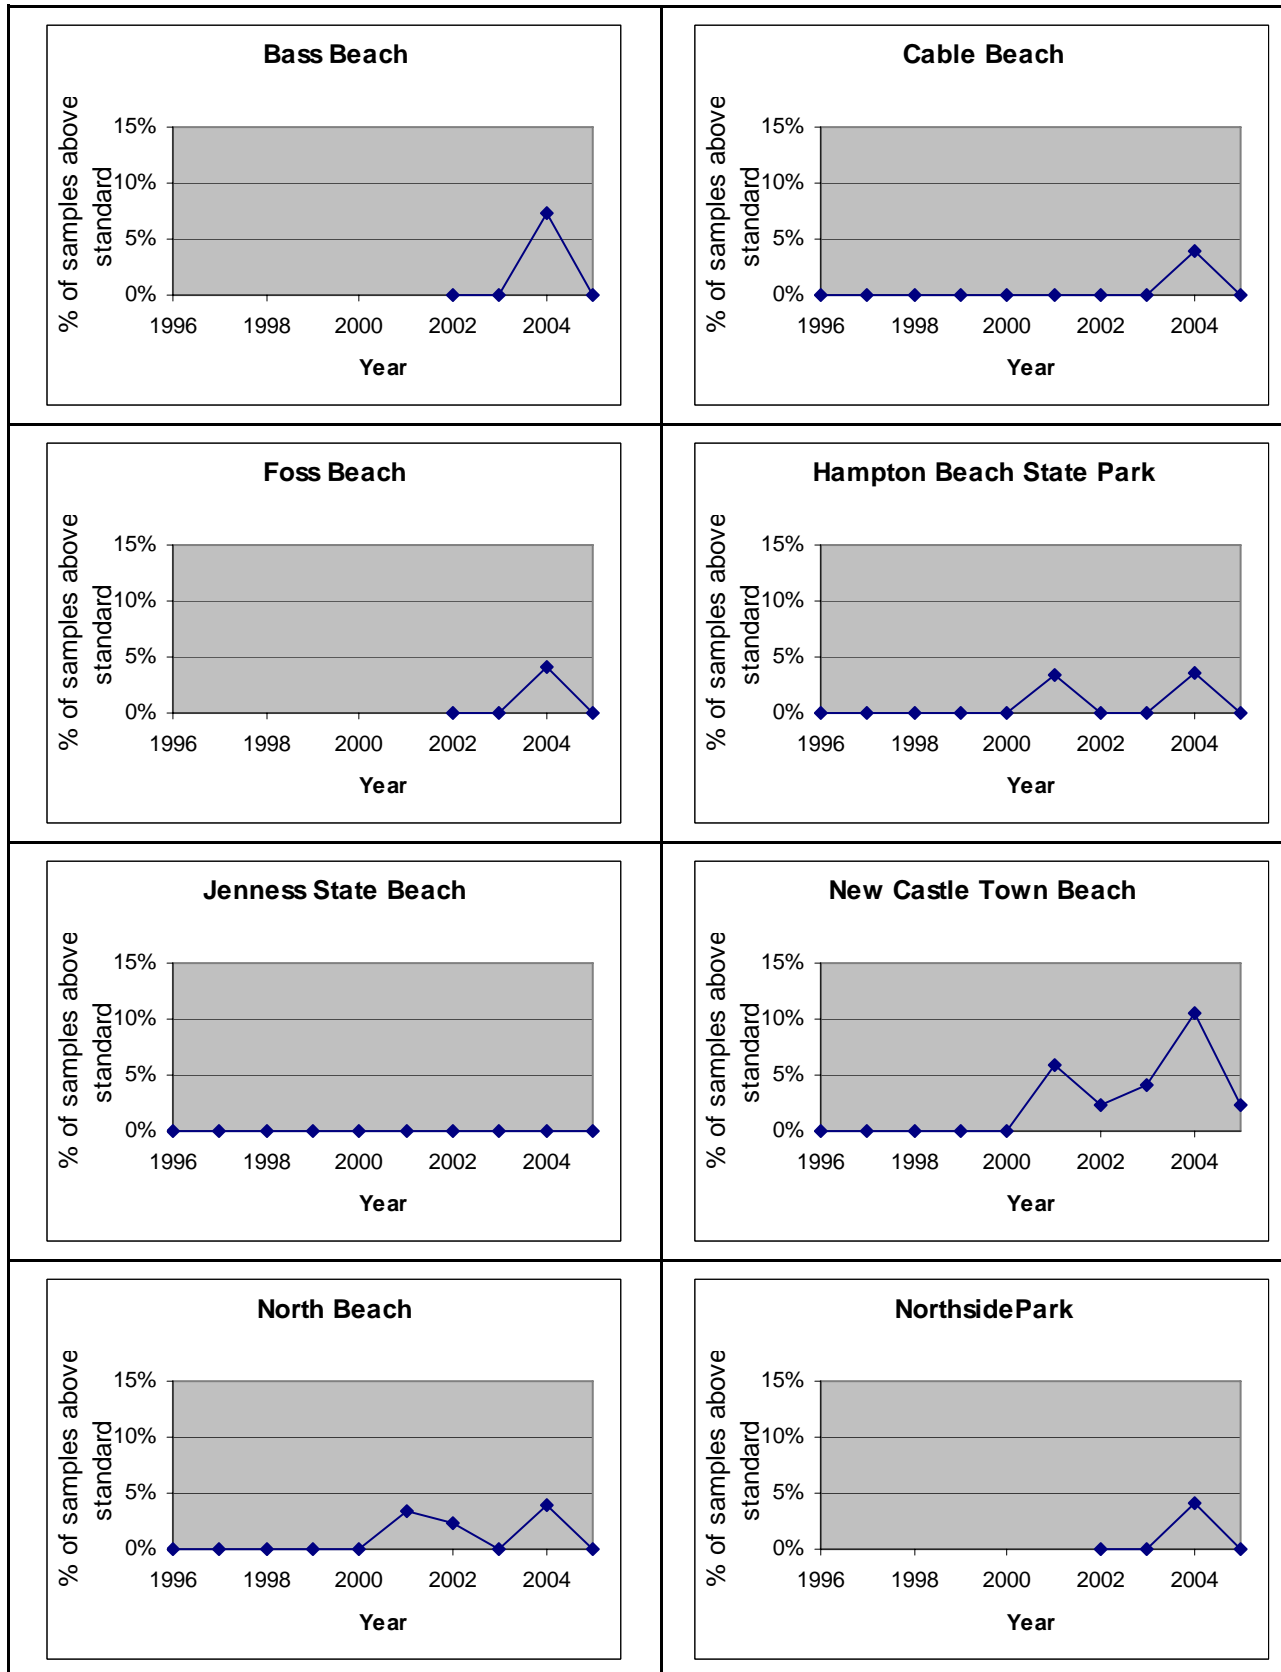 Bass Beach
% of samples above
standard
15%
10%
5%
0%
1996 1998 2000 2002 2004
Year
Cable Beach
% of samples above
standard
15%
10%
5%
0%
1996 1998 2000 2002 2004
Year
Foss Beach
% of samples above
standard
15%
10%
5%
0%
1996 1998 2000 2002 2004
Year
Hampton Beach State Park
% of samples above
standard
15%
10%
5%
0%
1996 1998 2000 2002 2004
Year
Jenness State Beach
% of samples above
standard
15%
10%
5%
0%
1996 1998 2000 2002 2004
Year
New Castle Town Beach
% of samples above
standard
15%
10%
5%
0%
1996 1998 2000 2002 2004
Year
North Beach
% of samples above
standard
15%
10%
5%
0%
1996 1998 2000 2002 2004
Year
NorthsidePark
% of samples above
standard
15%
10%
5%
0%
1996 1998 2000 2002 2004
Year